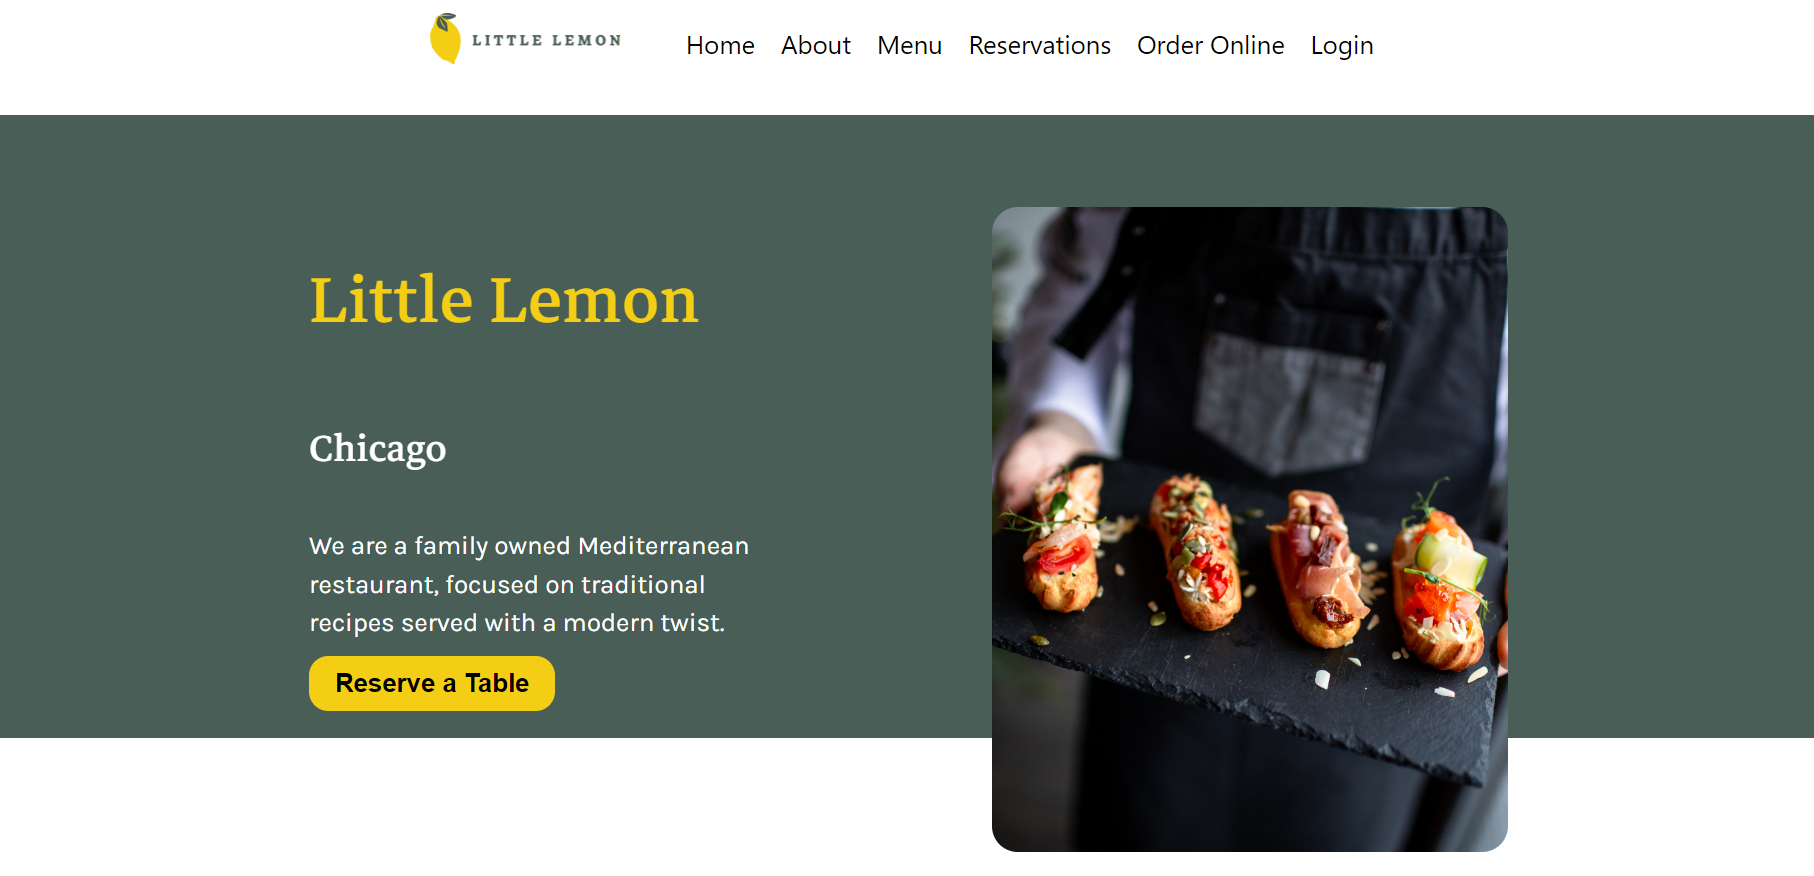 LITTLE LEMON
Home About Menu Reservations Order Online Login
Little Lemon
Chicago
We are a family owned Mediterranean
restaurant, focused on traditional
recipes served with a modern twist.
Reserve a Table